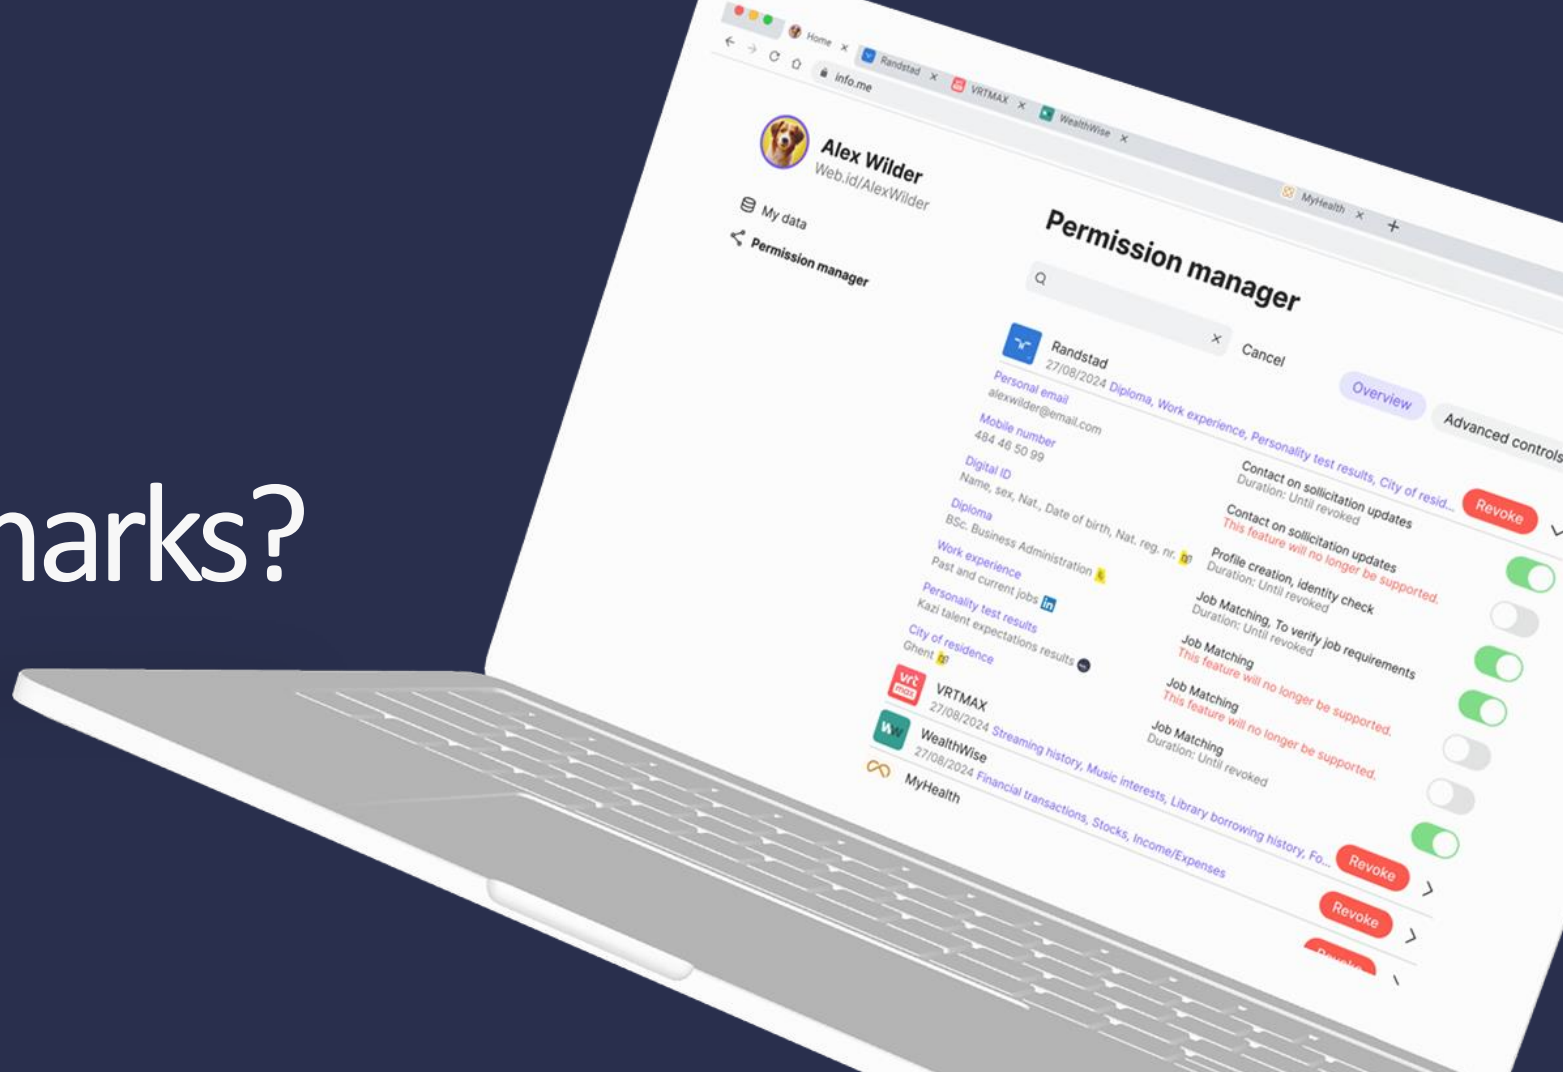 narks?
Home
Randstad
VRTMAX
WealthWise
MyHealth
info.me
Alex Wilder
Web.id/AlexWilder
My data
Permission manager
Permission manager
Cancel
Overview
Advanced controls
Randstad
27/08/2024 Diploma, Work experience, Personality test results, City of resid...
Revoke
Personal email
alexwilder@email.com
Contact on sollicitation updates
Duration: Until revoked
Mobile number
484 46 50 99
Contact on sollicitation updates
This feature will no longer be supported.
Digital ID
Name, sex, Nat., Date of birth, Nat. reg. nr.
Profile creation, identity check
Duration: Until revoked
Diploma
BSc. Business Administration
Job Matching, To verify job requirements
Duration: Until revoked
Work experience
Past and current jobs in
Job Matching
This feature will no longer be supported.
Personality test results
Kazi talent expectations results
Job Matching
This feature will no longer be supported.
City of residence
Ghent
Job Matching
Duration: Until revoked
vrt
max
VRTMAX
27/08/2024 Streaming history, Music interests, Library borrowing history, Fo...
Revoke
WW
WealthWise
27/08/2024 Financial transactions, Stocks, Income/Expenses
Revoke
MyHealth
Revoke